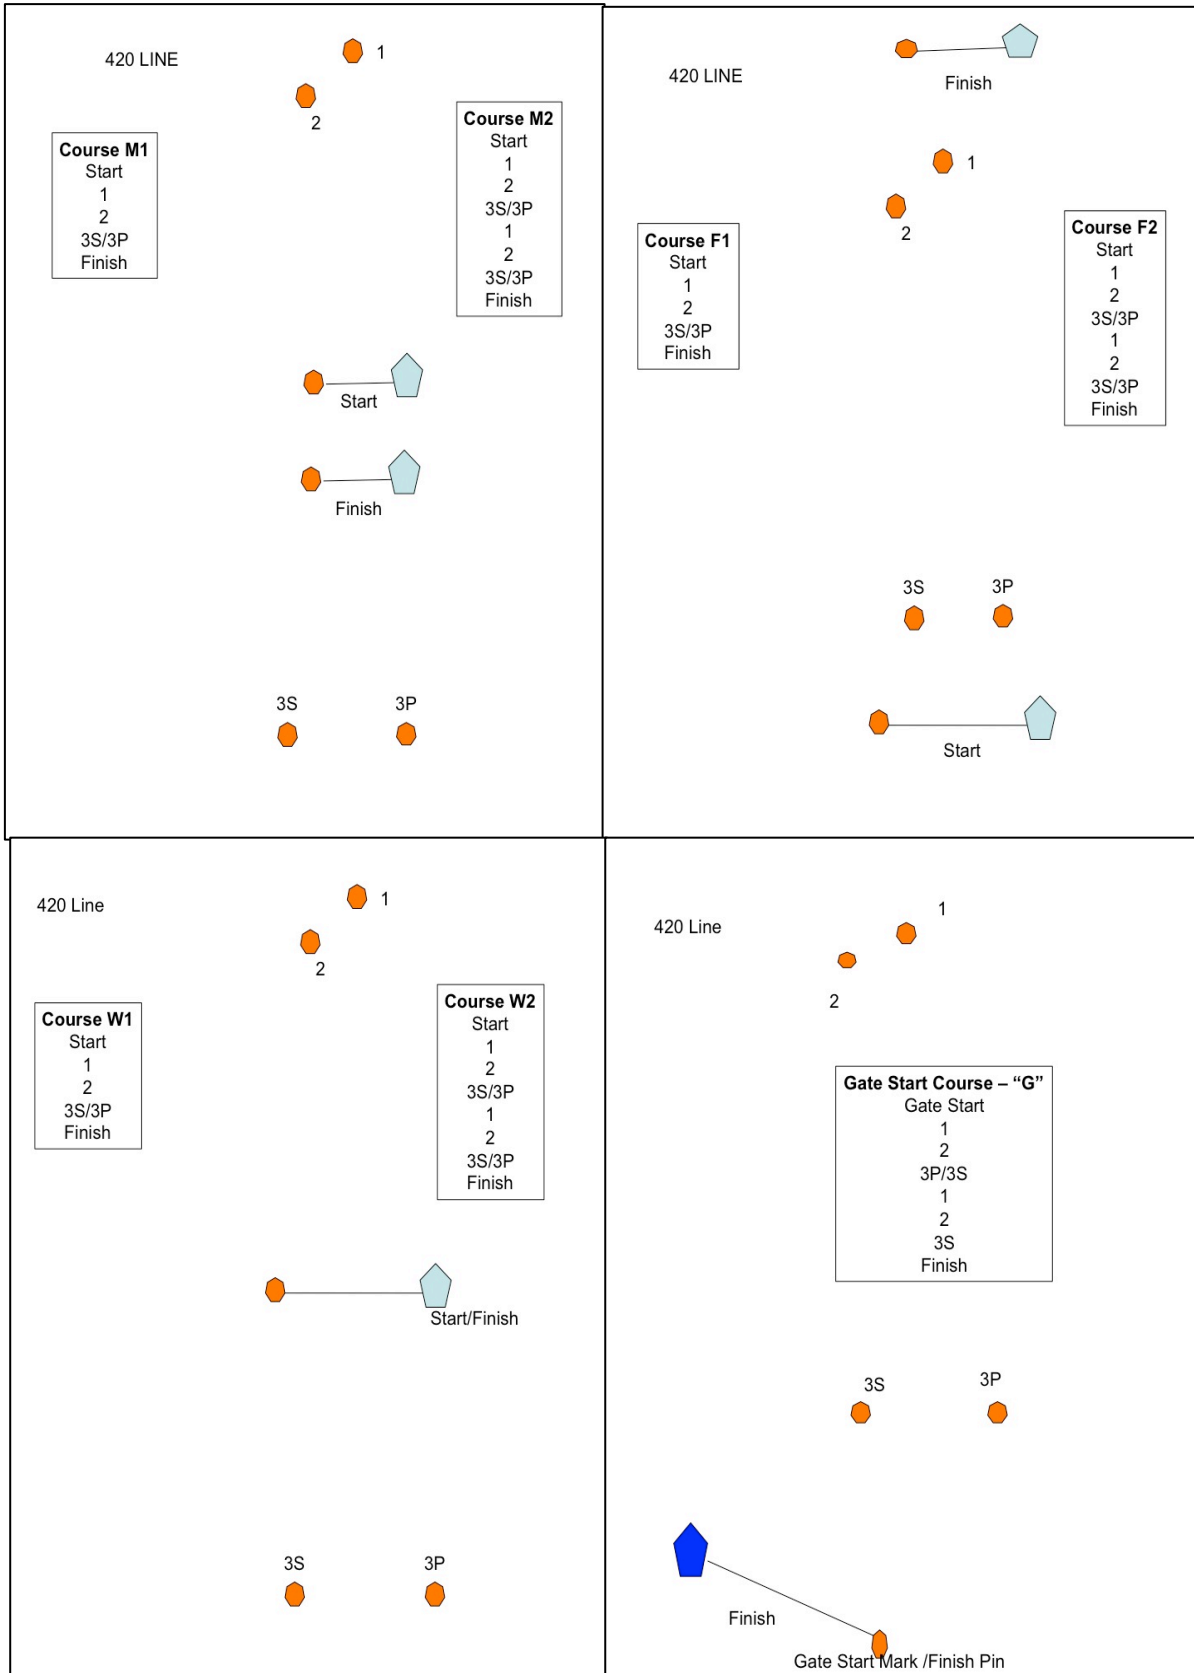 420 LINE
1
2
Course M1
Start
1
2
3S/3P
Finish
Course M2
Start
1
2
3S/3P
1
2
3S/3P
Finish
Start
Finish
3S
3P
420 LINE
Finish
1
2
Course F1
Start
1
2
3S/3P
Finish
Course F2
Start
1
2
3S/3P
1
2
3S/3P
Finish
3S
3P
Start
420 Line
1
2
Course W1
Start
1
2
3S/3P
Finish
Course W2
Start
1
2
3S/3P
1
2
3S/3P
Finish
Start/Finish
3S
3P
420 Line
1
2
Gate Start Course – “G”
Gate Start
1
2
3P/3S
1
2
3S
Finish
3S
3P
Finish
Gate Start Mark /Finish Pin